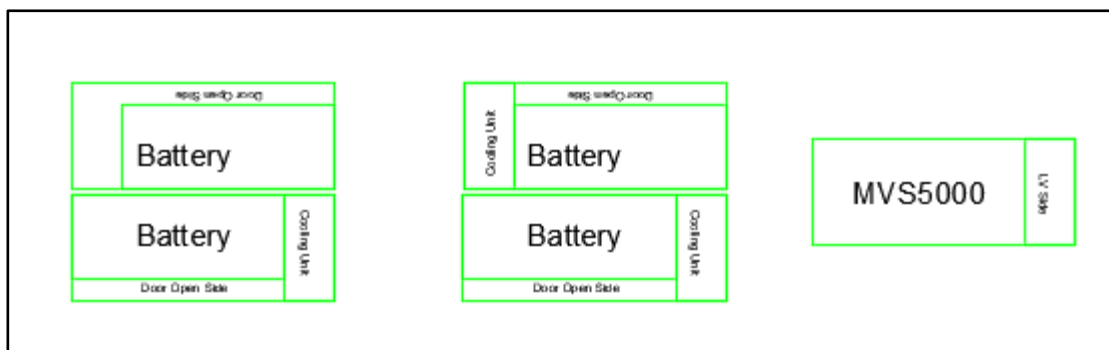 Door Open Side
Battery
Battery
Cooling Unit
Door Open Side
Door Open Side
Cooling Unit
Battery
Battery
Cooling Unit
Door Open Side
MVS5000
LV Side